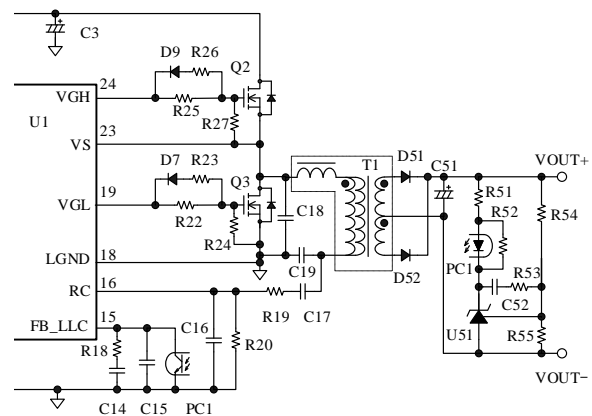 C3
D9 R26
Q2
24
VGH
R25
U1
R27
23
VS
D7 R23
Q3
T1
D51
C51
VOUT+
19
VGL
R22
R51
R52
R54
C18
R24
PC1
LGND
18
C19
D52
R53
16
RC
C52
R19 C17
U51
R55
15
FB_LLC
C16
R20
R18
VOUT−
C14 C15 PC1